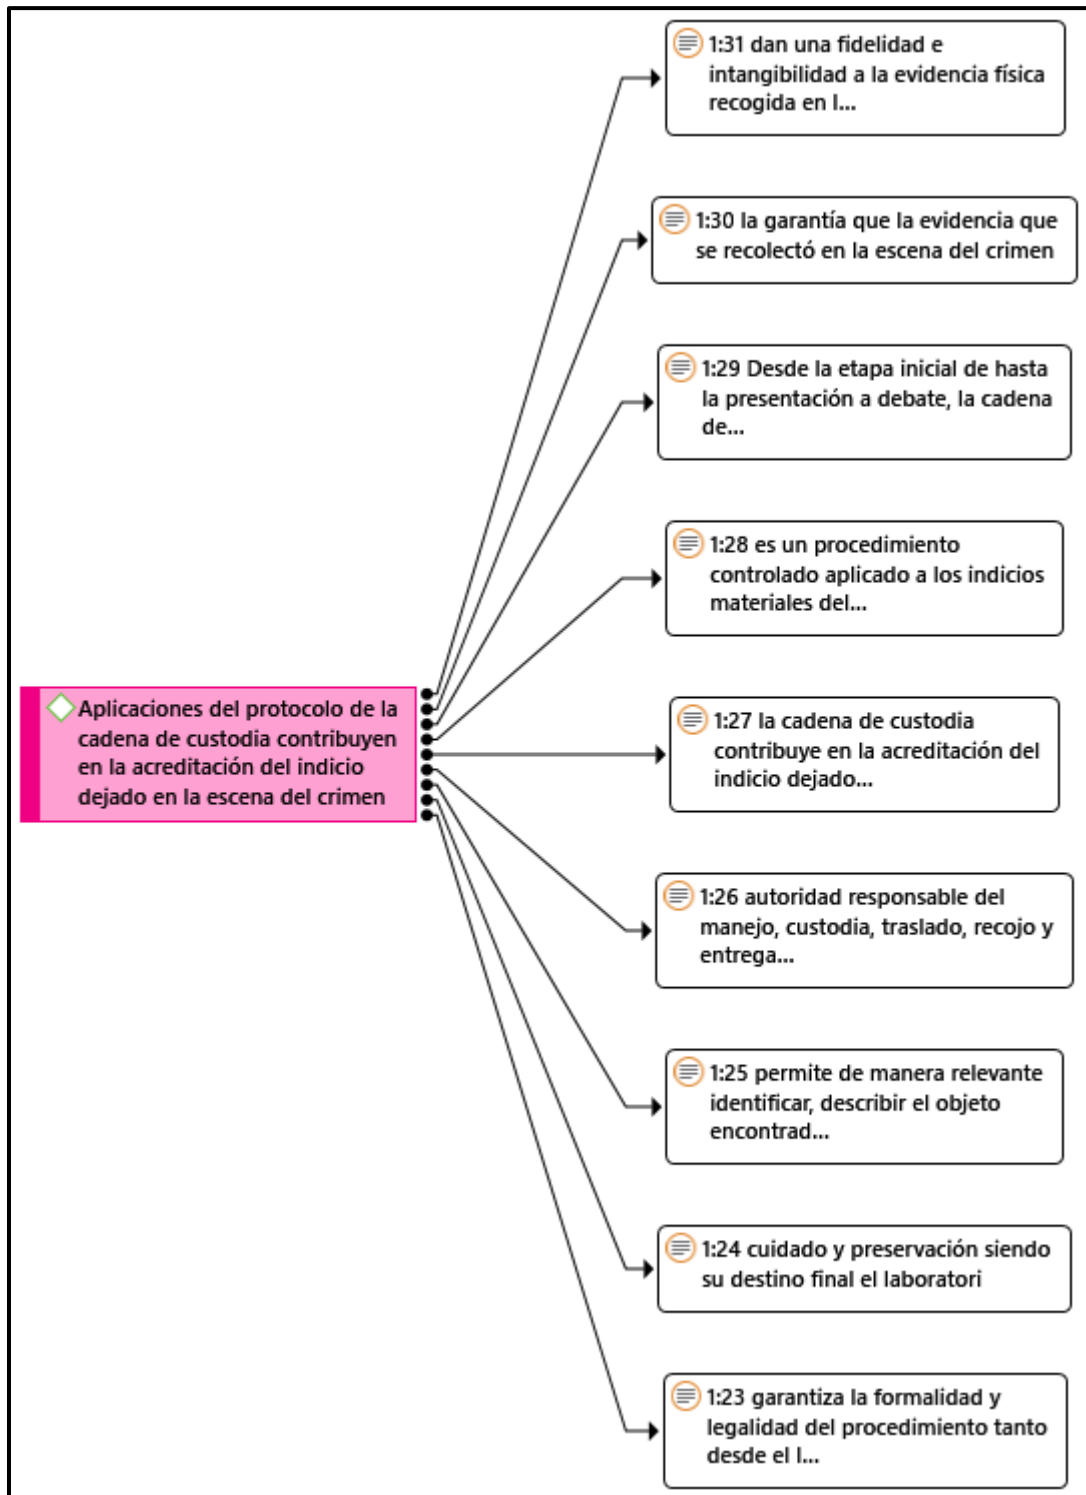 1:31 dan una fidelidad e
intangibilidad a la evidencia física
recogida en l...
1:30 la garantía que la evidencia que
se recolectó en la escena del crimen
1:29 Desde la etapa inicial de hasta
la presentación a debate, la cadena
de...
1:28 es un procedimiento
controlado aplicado a los indicios
materiales del...
Aplicaciones del protocolo de la
cadena de custodia contribuyen
en la acreditación del indicio
dejado en la escena del crimen
1:27 la cadena de custodia
contribuye en la acreditación del
indicio dejado...
1:26 autoridad responsable del
manejo, custodia, traslado, recojo y
entrega...
1:25 permite de manera relevante
identificar, describir el objeto
encontrad...
1:24 cuidado y preservación siendo
su destino final el laboratori
1:23 garantiza la formalidad y
legalidad del procedimiento tanto
desde el l...